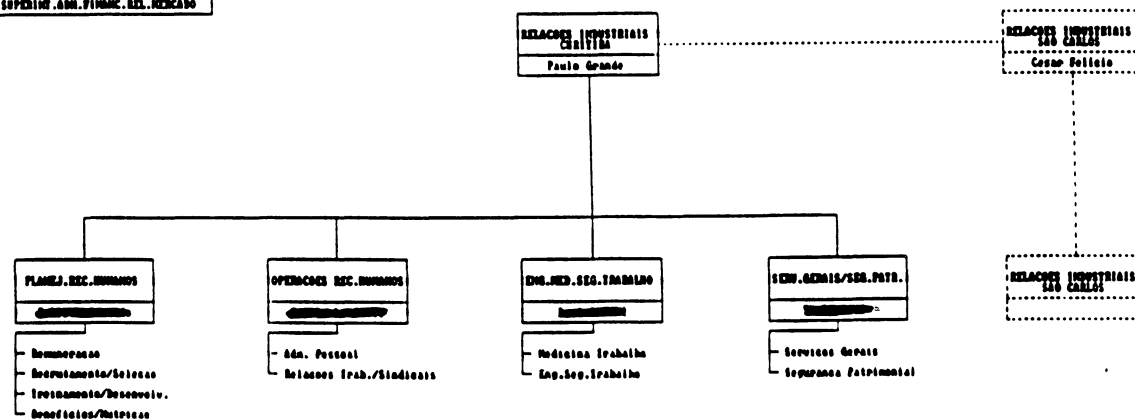 SUPERINT.ADM.FINANC.REL.MERCADO
RELACOES INDUSTRIAIS
CURITIBA
Paulo Grande
RELACOES INDUSTRIAIS
SAO CARLOS
Cesar Felicio
PLANEJ.REC.HUMANOS
OPERACOES REC.HUMANOS
ENG.MED.SEG.TRABALHO
SERV.GERAIS/SEG.PATR.
RELACOES INDUSTRIAIS
SAO CARLOS
Remuneracao
Recrutamento/Selecao
Treinamento/Desenvolv.
Beneficios/Nutricao
Adm. Pessoal
Relacoes Trab./Sindicais
Medicina Trabalho
Eng.Seg.Trabalho
Servicos Gerais
Seguranca Patrimonial